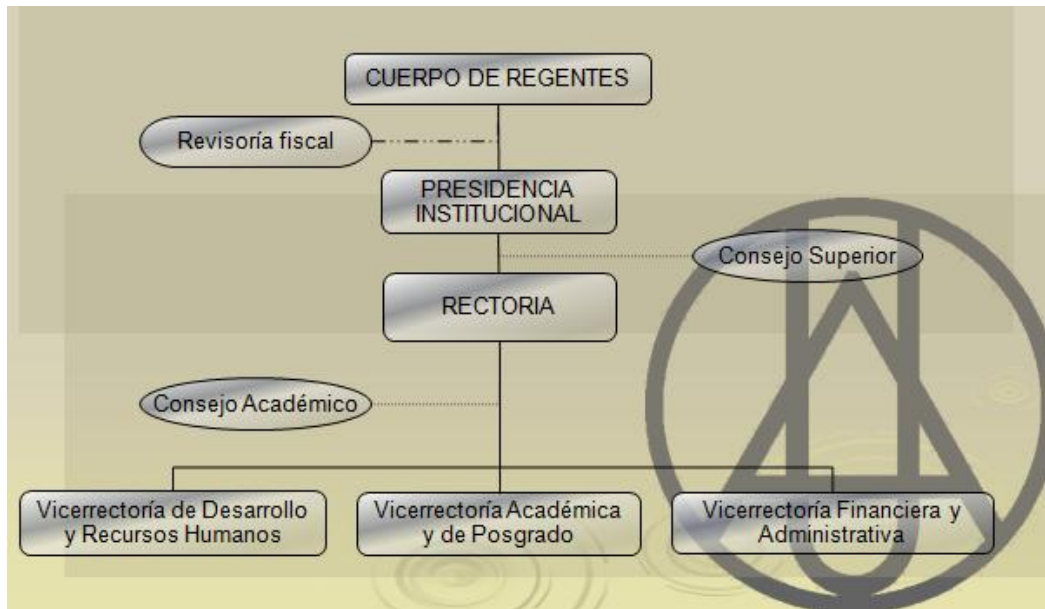 CUERPO DE REGENTES
Revisoría fiscal
PRESIDENCIA
INSTITUCIONAL
Consejo Superior
RECTORIA
Consejo Académico
Vicerrectoría de Desarrollo
y Recursos Humanos
Vicerrectoría Académica
y de Posgrado
Vicerrectoría Financiera y
Administrativa